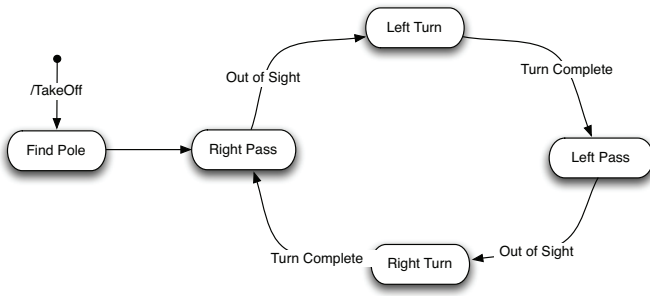 Left Turn
Out of Sight
Turn Complete
/TakeOff
Find Pole
Right Pass
Left Pass
Turn Complete
Right Turn
Out of Sight